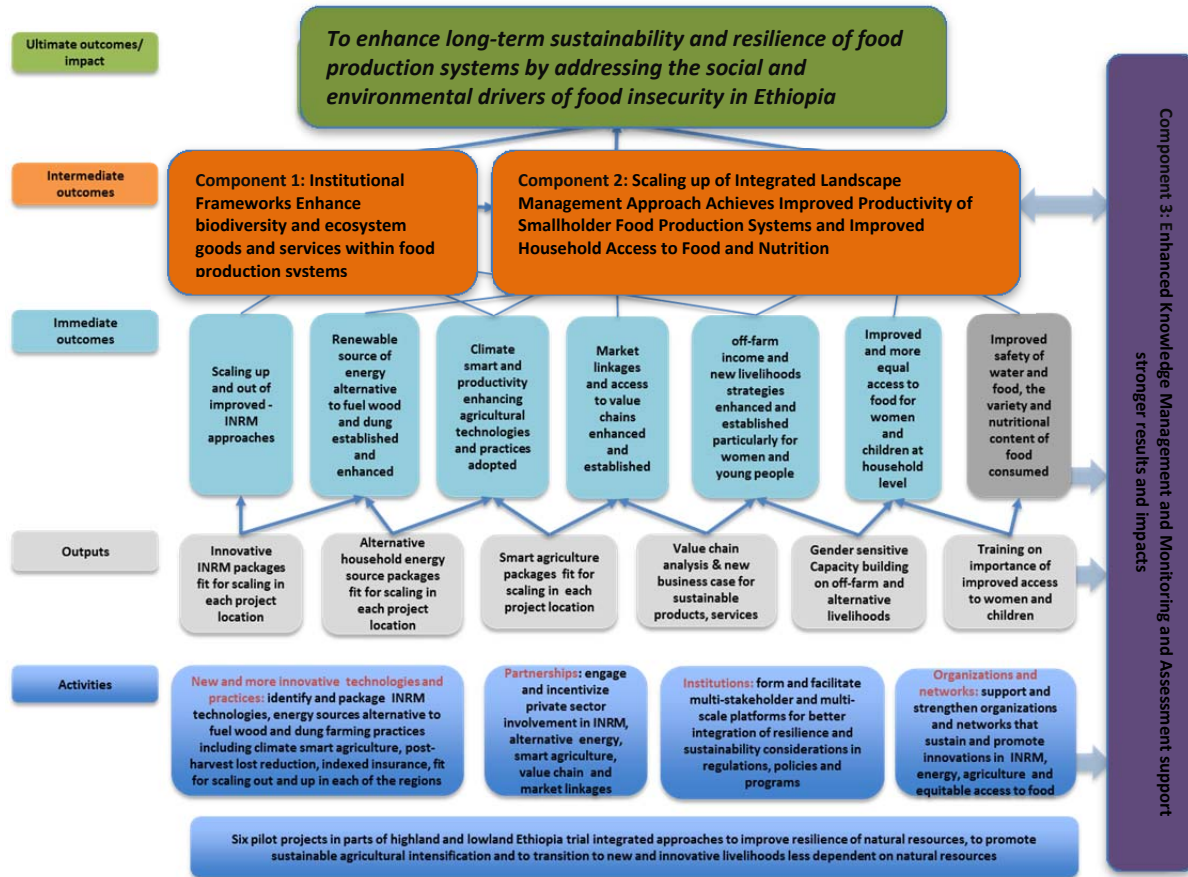 Ultimate outcomes/
impact
To enhance long-term sustainability and resilience of food
production systems by addressing the social and
environmental drivers of food insecurity in Ethiopia
Intermediate
outcomes
Component 1: Institutional
Frameworks Enhance
biodiversity and ecosystem
goods and services within food
production systems
Component 2: Scaling up of Integrated Landscape
Management Approach Achieves Improved Productivity of
Smallholder Food Production Systems and Improved
Household Access to Food and Nutrition
Immediate
outcomes
Scaling up
and out of
improved -
INRM
approaches
Renewable
source of
energy
alternative
to fuel wood
and dung
established
and
enhanced
Climate
smart and
productivity
enhancing
agricultural
technologies
and practices
adopted
Market
linkages
and access
to value
chains
enhanced
and
established
off-farm
income and
new livelihoods
strategies
enhanced and
established
particularly for
women and
young people
Improved
and more
equal
access to
food for
women
and
children at
household
level
Improved
safety of
water and
food, the
variety and
nutritional
content of
food
consumed
Outputs
Innovative
INRM packages
fit for scaling in
each project
location
Alternative
household energy
source packages
fit for scaling in
each project
location
Smart agriculture
packages fit for
scaling in each
project location
Value chain
analysis & new
business case for
sustainable
products, services
Gender sensitive
Capacity building
on off-farm and
alternative
livelihoods
Training on
importance of
improved access
to women and
children
Activities
New and more innovative technologies and
practices: identify and package INRM
technologies, energy sources alternative to
fuel wood and dung farming practices
including climate smart agriculture, post-
harvest lost reduction, indexed insurance, fit
for scaling out and up in each of the regions
Partnerships: engage
and incentivize
private sector
involvement in INRM,
alternative energy,
smart agriculture,
value chain and
market linkages
Institutions: form and facilitate
multi-stakeholder and multi-
scale platforms for better
integration of resilience and
sustainability considerations in
regulations, policies and
programs
Organizations and
networks: support and
strengthen organizations
and networks that
sustain and promote
innovations in INRM,
energy, agriculture and
equitable access to food
Six pilot projects in parts of highland and lowland Ethiopia trial integrated approaches to improve resilience of natural resources, to promote
sustainable agricultural intensification and to transition to new and innovative livelihoods less dependent on natural resources
Component 3: Enhanced Knowledge Management and Monitoring and Assessment support
stronger results and impacts